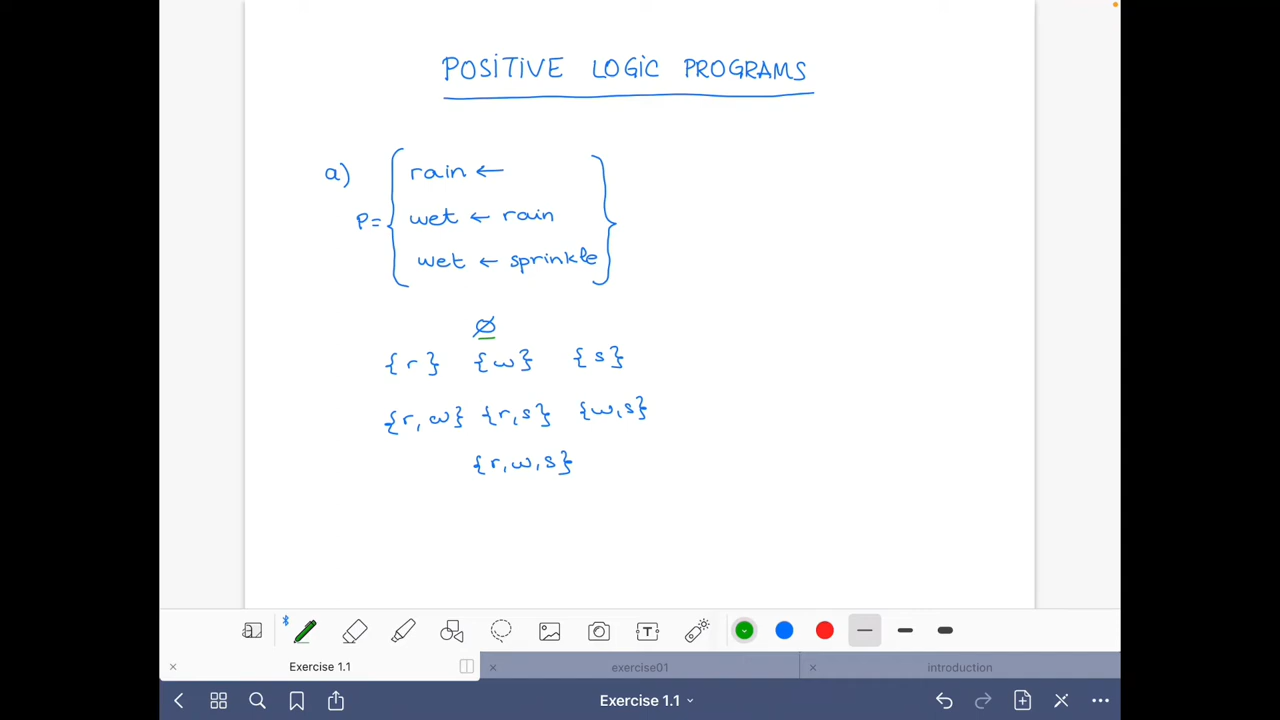 POSITIVE LOGIC PROGRAMS
a)
P = { rain ←
wet ← rain
wet ← sprinkle }
∅
{r} {w} {s}
{r, w} {r, s} {w, s}
{r, w, s}
T
Exercise 1.1 exercise01 introduction
Exercise 1.1